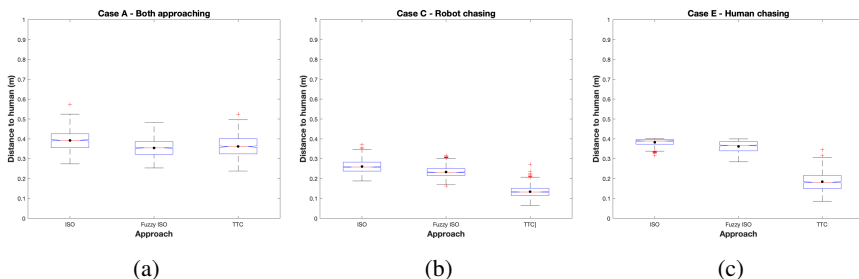 Case A - Both approaching
Distance to human (m)
1
0.9
0.8
0.7
0.6
0.5
0.4
0.3
0.2
0.1
0
ISO Fuzzy ISO TTC
Approach
(a)
Case C - Robot chasing
Distance to human (m)
1
0.9
0.8
0.7
0.6
0.5
0.4
0.3
0.2
0.1
0
ISO Fuzzy ISO TTC]
Approach
(b)
Case E - Human chasing
Distance to human (m)
1
0.9
0.8
0.7
0.6
0.5
0.4
0.3
0.2
0.1
0
ISO Fuzzy ISO TTC
Approach
(c)